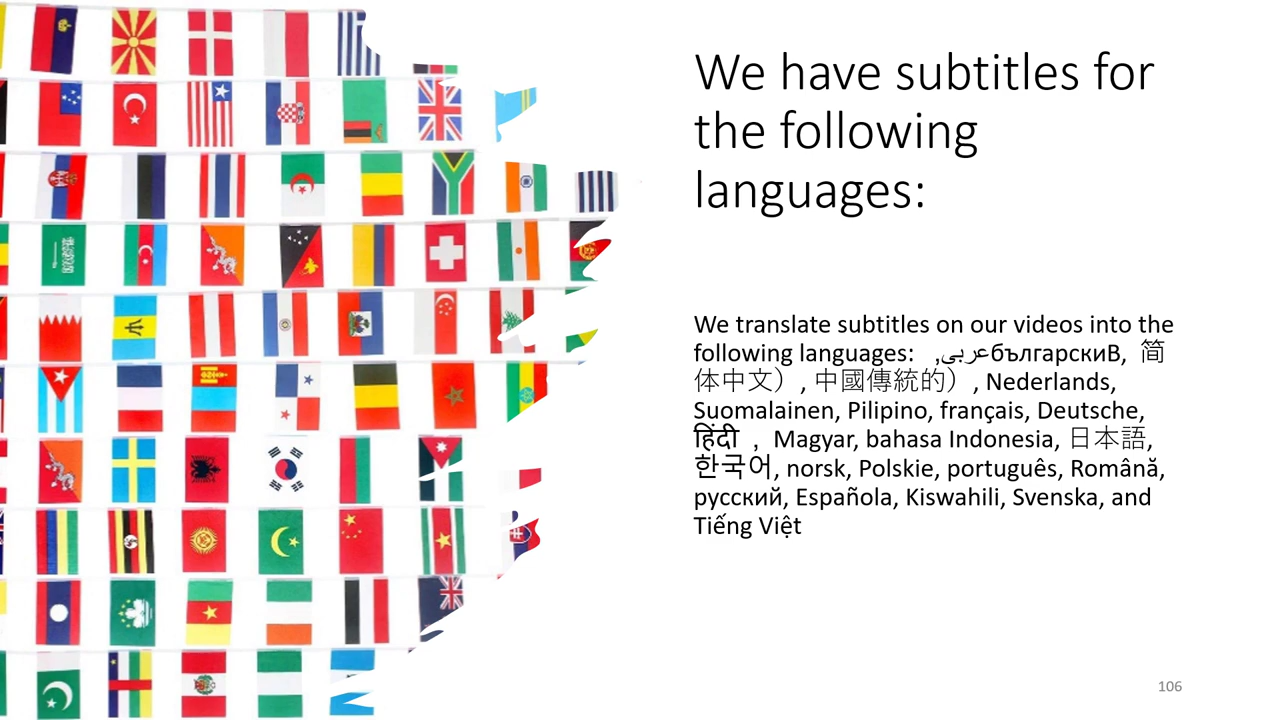 We have subtitles for
the following
languages:
We translate subtitles on our videos into the
following languages: عربى, българскиB, 简
体中文）, 中國傳統的）, Nederlands,
Suomalainen, Pilipino, français, Deutsche,
हिंदी , Magyar, bahasa Indonesia, 日本語,
한국어, norsk, Polskie, português, Română,
русский, Española, Kiswahili, Svenska, and
Tiếng Việt
106